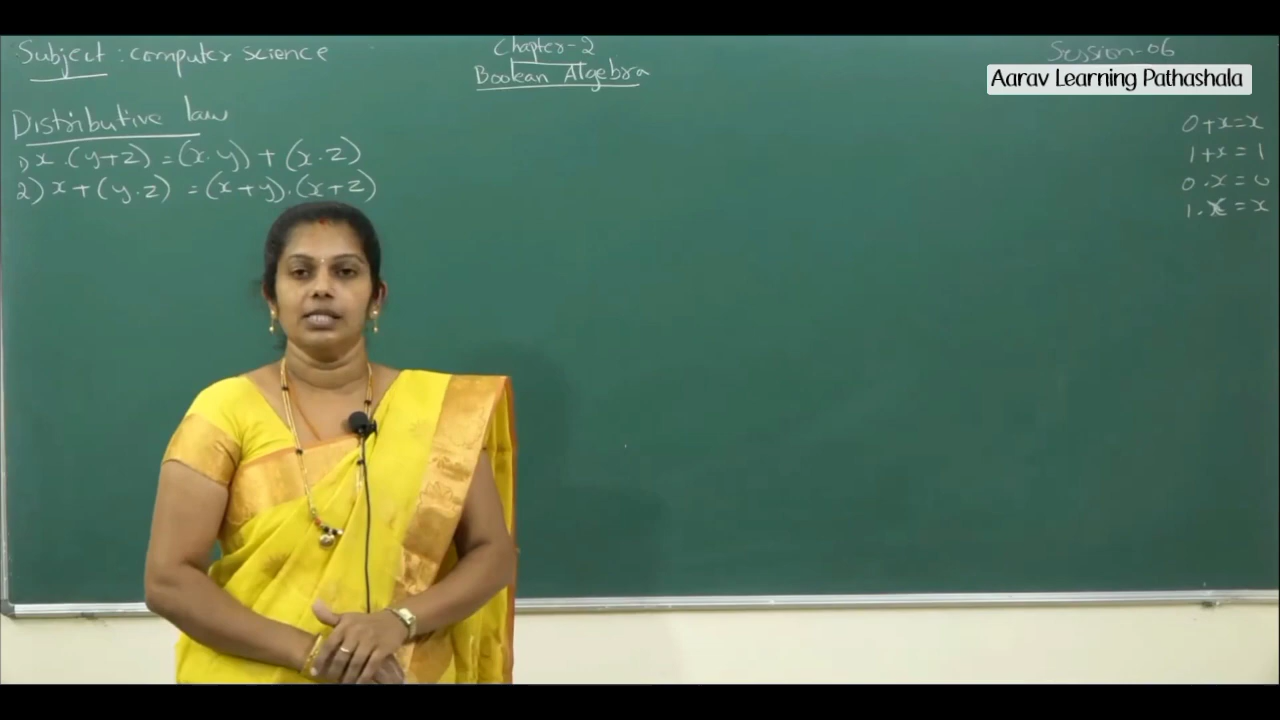 Subject : computer science
Chapter-2
Boolean Algebra
Session-06
Aarav Learning Pathashala
Distributive law
1) x.(y+z) = (x.y) + (x.z)
2) x+(y.z) = (x+y).(x+z)
0+x=x
1+x=1
0.x=0
1.x=x